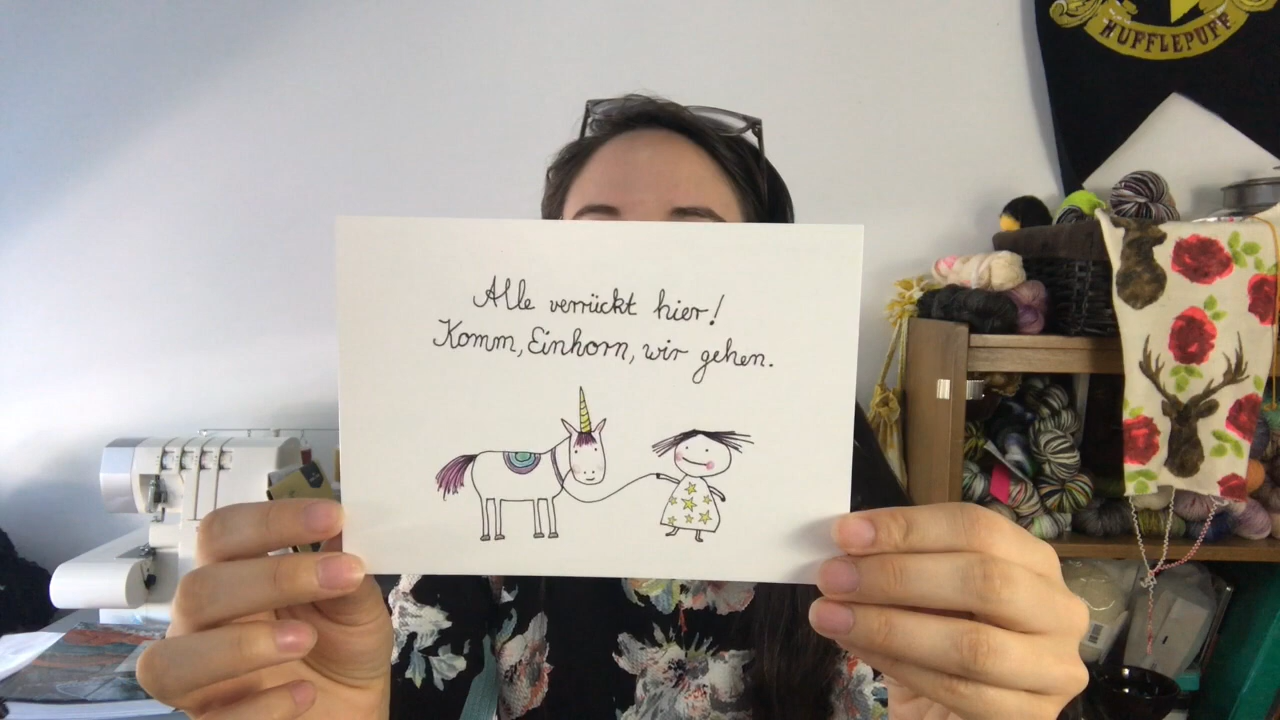 HUFFLEPUFF
Alle verrückt hier!
Komm, Einhorn, wir gehen.